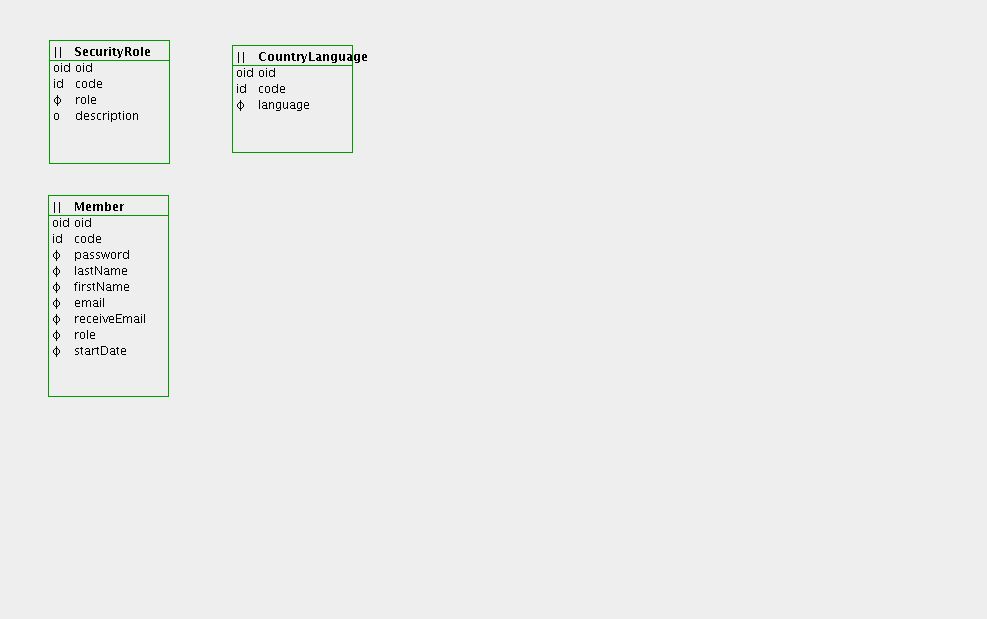 || SecurityRole
oid oid
id code
ϕ role
o description
|| CountryLanguage
oid oid
id code
ϕ language
|| Member
oid oid
id code
ϕ password
ϕ lastName
ϕ firstName
ϕ email
ϕ receiveEmail
ϕ role
ϕ startDate